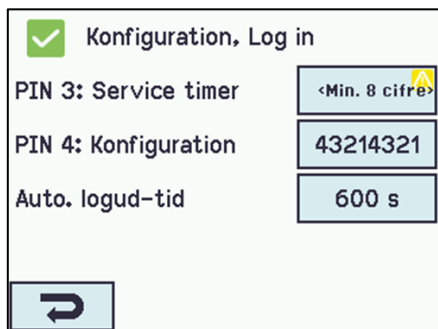 Konfiguration, Log in
PIN 3: Service timer <Min. 8 cifre>
PIN 4: Konfiguration 43214321
Auto. logud-tid 600 s